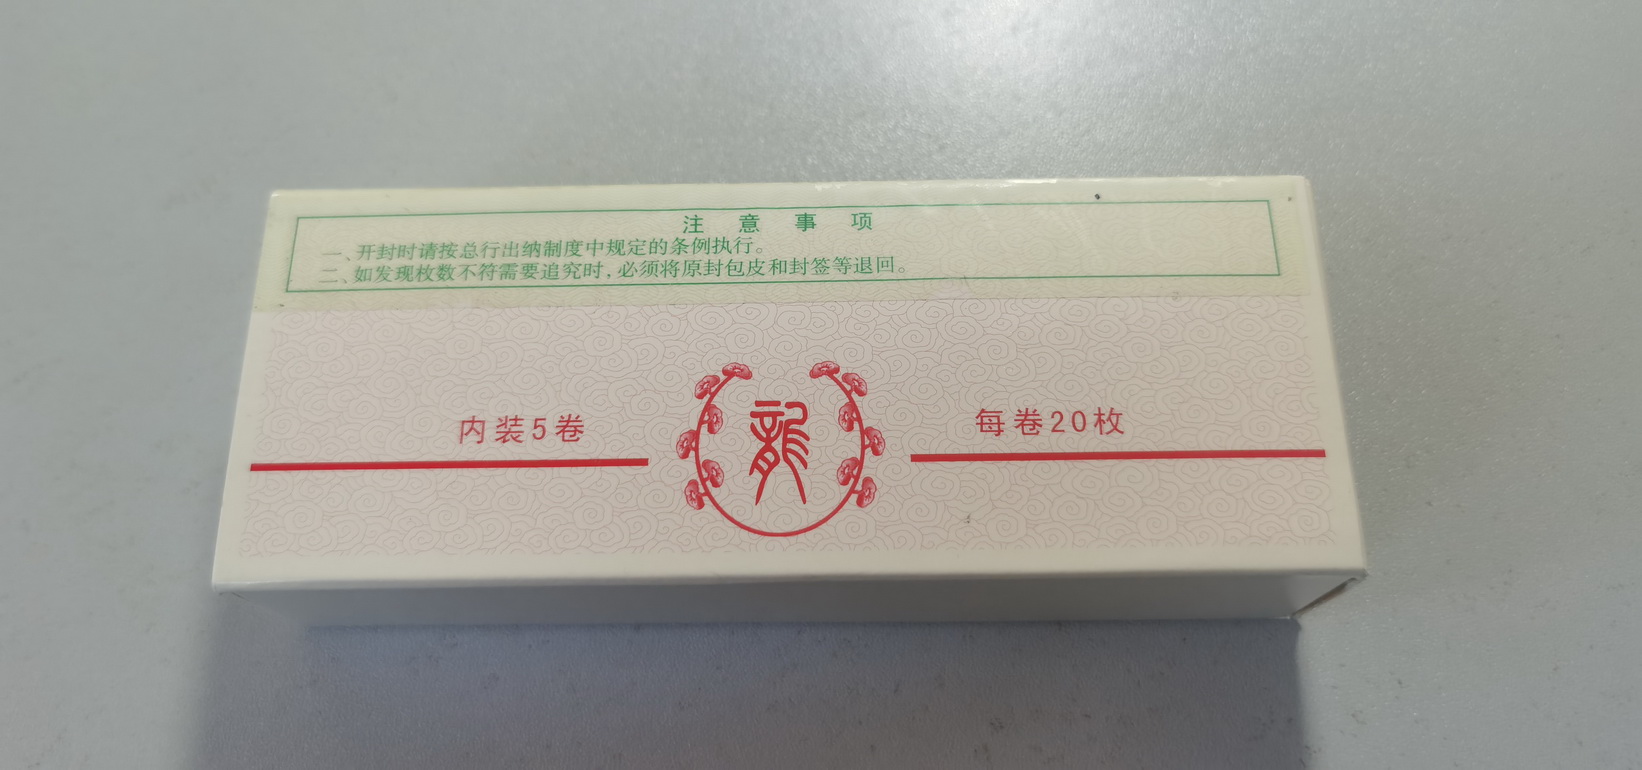 注意事项
一、开封时请按总行出纳制度中规定的条例执行。
二、如发现枚数不符需要追究时，必须将原封包皮和封签等退回。
内装5卷
龍
每卷20枚